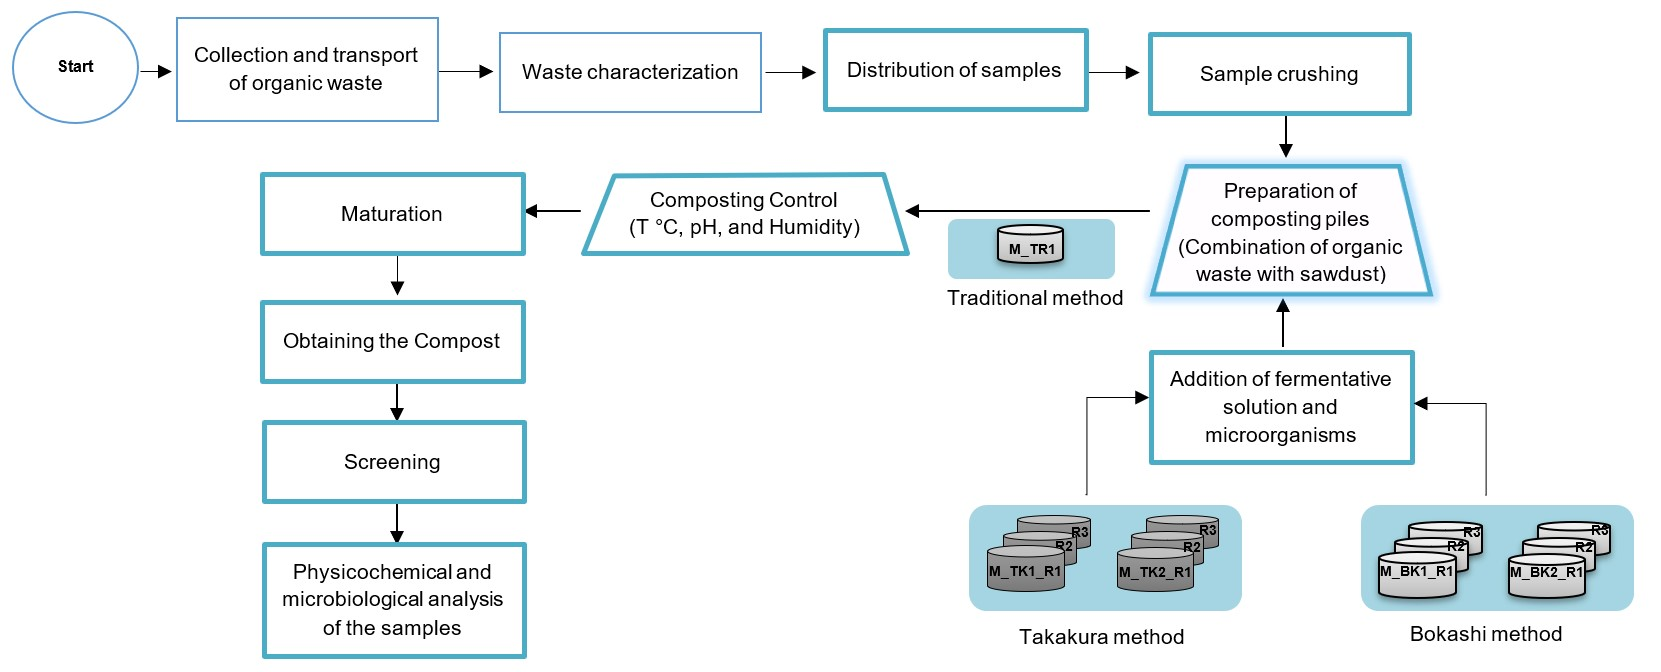 Start
Collection and transport
of organic waste
Waste characterization
Distribution of samples
Sample crushing
Preparation of
composting piles
(Combination of organic
waste with sawdust)
M_TR1
Traditional method
Composting Control
(T °C, pH, and Humidity)
Maturation
Obtaining the Compost
Screening
Physicochemical and
microbiological analysis
of the samples
Addition of fermentative
solution and
microorganisms
R3
R2
M_TK1_R1
R3
R2
M_TK2_R1
Takakura method
R3
R2
M_BK1_R1
R3
R2
M_BK2_R1
Bokashi method